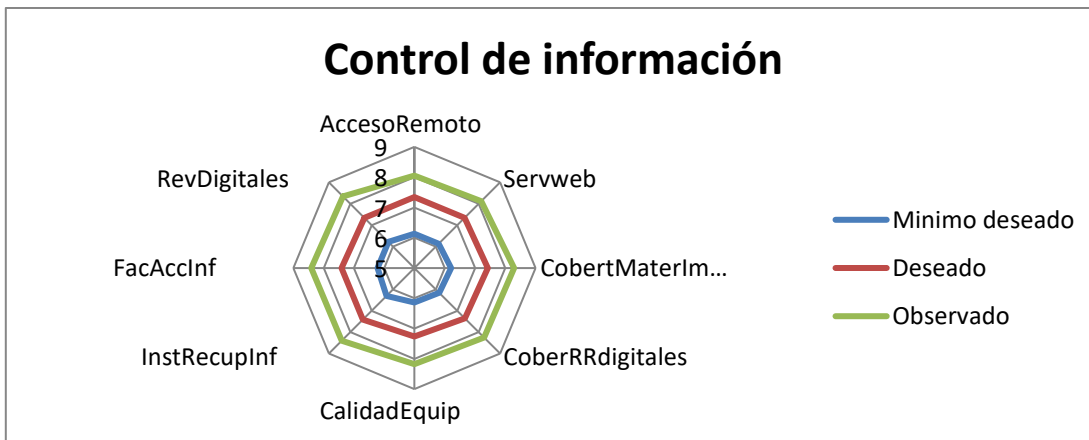 Control de información
AccesoRemoto
9
8
7
6
5
Servweb
CobertMaterIm...
CoberRRdigitales
CalidadEquip
InstRecupInf
FacAccInf
RevDigitales
Minimo deseado
Deseado
Observado